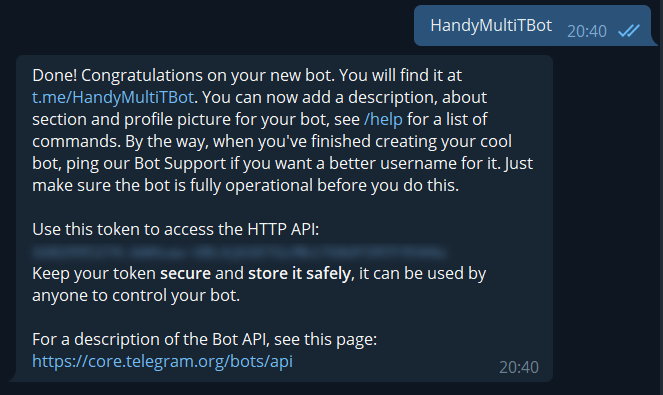 HandyMultiTBot 20:40
Done! Congratulations on your new bot. You will find it at
t.me/HandyMultiTBot. You can now add a description, about
section and profile picture for your bot, see /help for a list of
commands. By the way, when you've finished creating your cool
bot, ping our Bot Support if you want a better username for it. Just
make sure the bot is fully operational before you do this.
Use this token to access the HTTP API:
Keep your token secure and store it safely, it can be used by
anyone to control your bot.
For a description of the Bot API, see this page:
https://core.telegram.org/bots/api 20:40